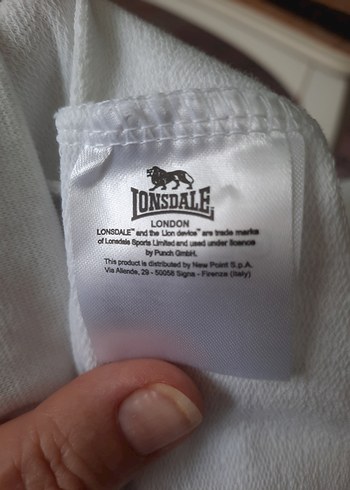 LONSDALE
LONDON
LONSDALE™ and the Lion device™ are trade marks
of Lonsdale Sports Limited and used under licence
by Punch GmbH.
This product is distributed by New Point S.p.A.
Via Allende, 29 - 50058 Signa - Firenze (Italy)